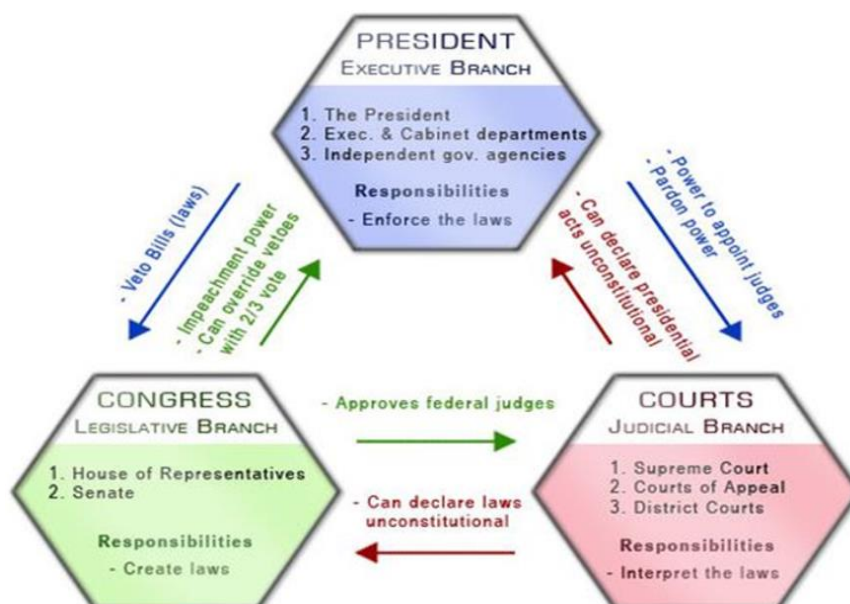 PRESIDENT
EXECUTIVE BRANCH
1. The President
2. Exec. & Cabinet departments
3. Independent gov. agencies
Responsibilities
- Enforce the laws
- Veto Bills (laws)
- Impeachment power
- Can override vetoes
with 2/3 vote
- Can declare presidential
acts unconstitutional
- Power to appoint judges
- Pardon power
CONGRESS
LEGISLATIVE BRANCH
1. House of Representatives
2. Senate
Responsibilities
- Create laws
- Approves federal judges
- Can declare laws
unconstitutional
COURTS
JUDICIAL BRANCH
1. Supreme Court
2. Courts of Appeal
3. District Courts
Responsibilities
- Interpret the laws